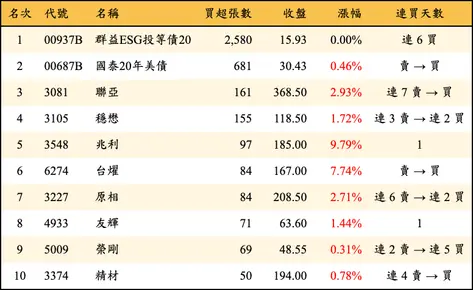 名次 代號 名稱 買超張數 收盤 漲幅 連買天數
1 00937B 群益ESG投等債20 2,580 15.93 0.00% 連 6 買
2 00687B 國泰20年美債 681 30.43 0.46% 賣 → 買
3 3081 聯亞 161 368.50 2.93% 連 7 賣 → 買
4 3105 穩懋 155 118.50 1.72% 連 3 賣 → 連 2 買
5 3548 兆利 97 185.00 9.79% 1
6 6274 台燿 84 167.00 7.74% 賣 → 買
7 3227 原相 84 208.50 2.71% 連 6 賣 → 連 2 買
8 4933 友輝 71 63.60 1.44% 1
9 5009 榮剛 69 48.55 0.31% 連 2 賣 → 連 5 買
10 3374 精材 50 194.00 0.78% 連 4 賣 → 買